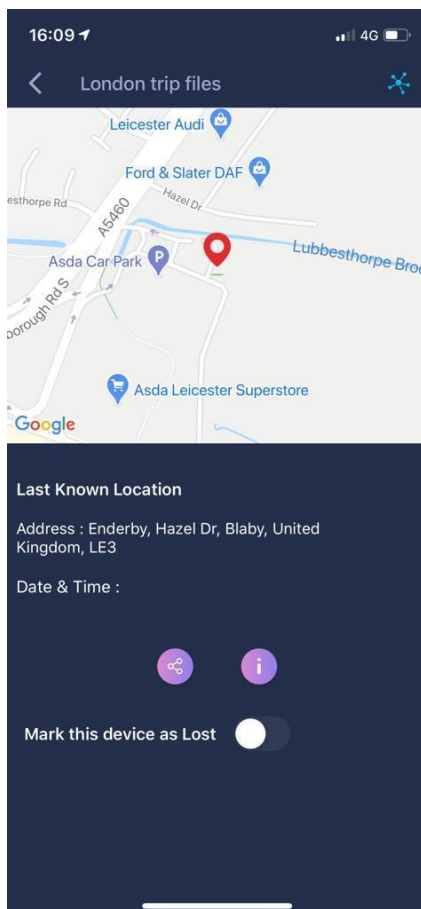 16:09
4G
London trip files
Leicester Audi
Ford & Slater DAF
esthorpe Rd
Hazel Dr
A5460
Lubbesthorpe Broo
Asda Car Park
P
borough Rd S
Asda Leicester Superstore
Google
Last Known Location
Address : Enderby, Hazel Dr, Blaby, United
Kingdom, LE3
Date & Time :
i
Mark this device as Lost